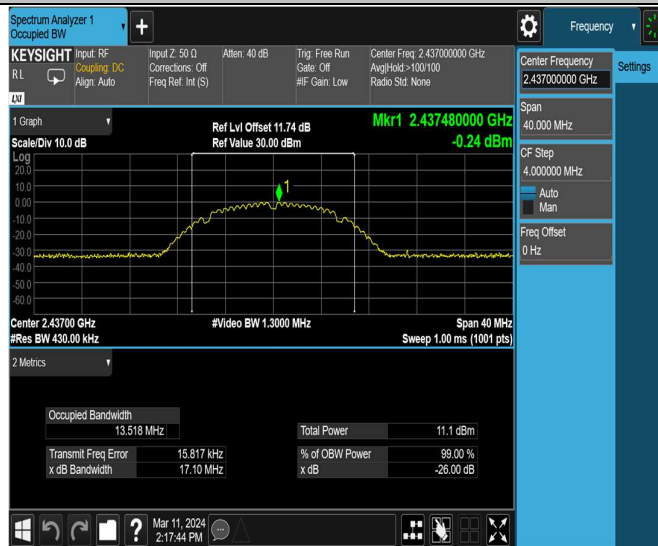 Spectrum Analyzer 1
Occupied BW
Frequency
KEYSIGHT
R L
LXI
Input: RF
Coupling: DC
Align: Auto
Input Z: 50 Ω
Corrections: Off
Freq Ref: Int (S)
Atten: 40 dB
Trig: Free Run
Gate: Off
#IF Gain: Low
Center Freq: 2.437000000 GHz
Avg|Hold:>100/100
Radio Std: None
Center Frequency
2.437000000 GHz
Settings
Span
40.000 MHz
CF Step
4.000000 MHz
Auto
Man
Freq Offset
0 Hz
1 Graph
Scale/Div 10.0 dB
Ref Lvl Offset 11.74 dB
Ref Value 30.00 dBm
Mkr1 2.437480000 GHz
-0.24 dBm
Log
20.0
10.0
0.00
-10.0
-20.0
-30.0
-40.0
-50.0
-60.0
1
Center 2.43700 GHz
#Res BW 430.00 kHz
#Video BW 1.3000 MHz
Span 40 MHz
Sweep 1.00 ms (1001 pts)
2 Metrics
Occupied Bandwidth
13.518 MHz
Total Power 11.1 dBm
Transmit Freq Error 15.817 kHz
x dB Bandwidth 17.10 MHz
% of OBW Power 99.00 %
x dB -26.00 dB
?
Mar 11, 2024
2:17:44 PM